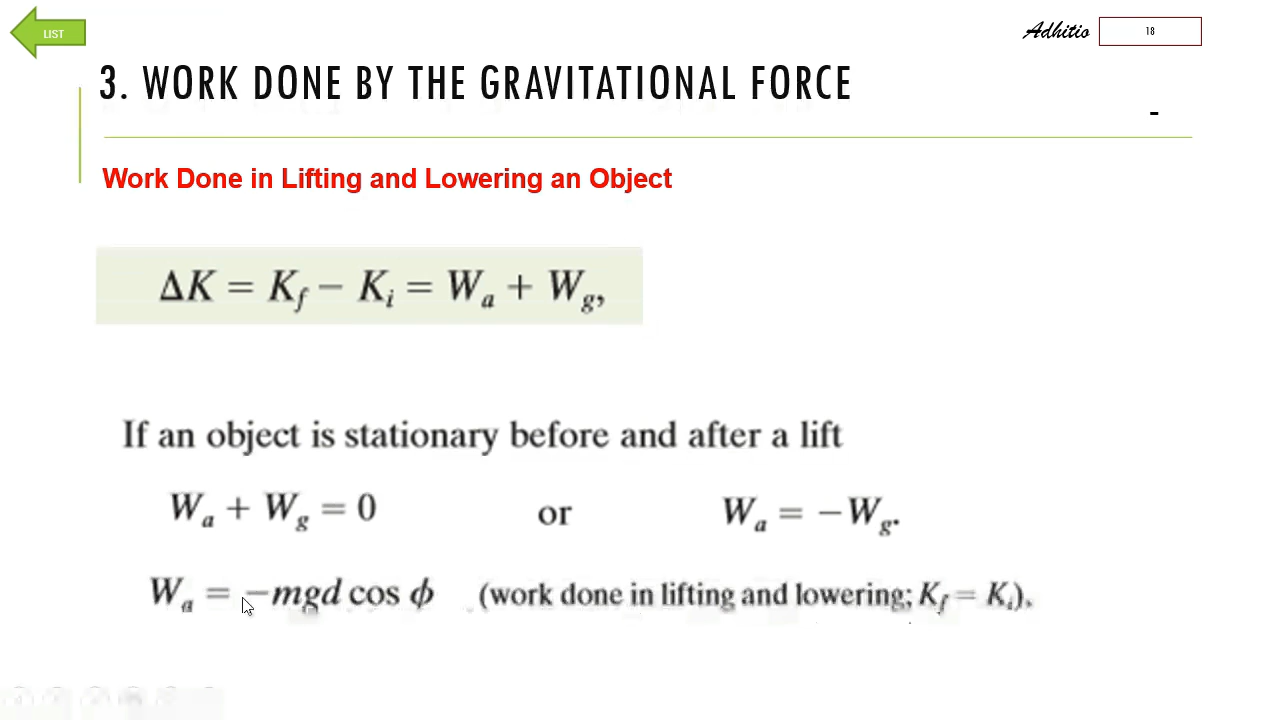 LIST
Adhitio
18
3. WORK DONE BY THE GRAVITATIONAL FORCE
-
Work Done in Lifting and Lowering an Object
ΔK = K_f − K_i = W_a + W_g,
If an object is stationary before and after a lift
W_a + W_g = 0 or W_a = −W_g.
W_a = −mgd cos ϕ (work done in lifting and lowering; K_f = K_i),